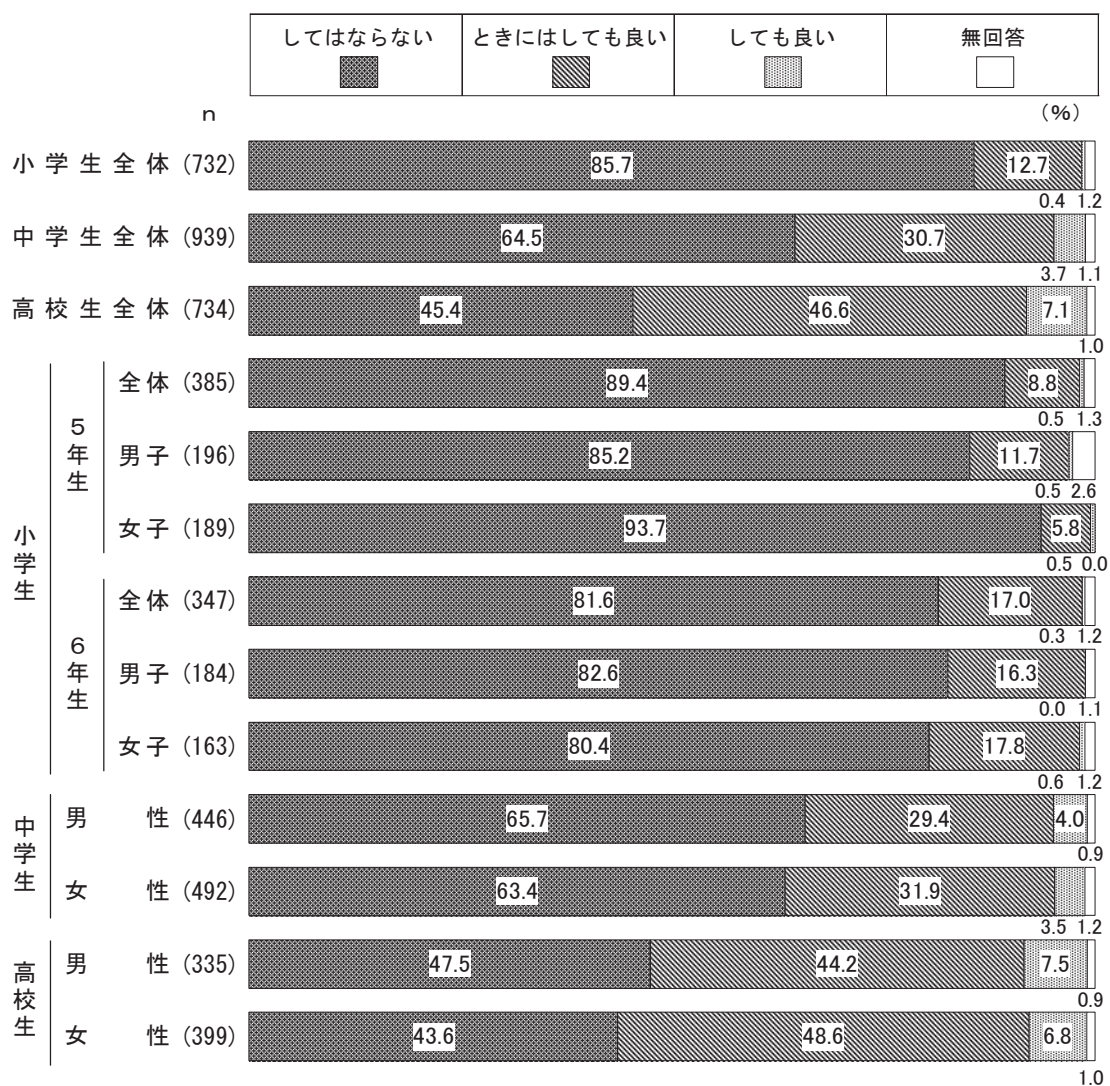 してはならない ときにはしても良い しても良い 無回答
n (%)
小学生全体 (732) 85.7 12.7
0.4 1.2
中学生全体 (939) 64.5 30.7
3.7 1.1
高校生全体 (734) 45.4 46.6 7.1
1.0
小学生
5年生
全体 (385) 89.4 8.8
0.5 1.3
男子 (196) 85.2 11.7
0.5 2.6
女子 (189) 93.7 5.8
0.5 0.0
6年生
全体 (347) 81.6 17.0
0.3 1.2
男子 (184) 82.6 16.3
0.0 1.1
女子 (163) 80.4 17.8
0.6 1.2
中学生
男性 (446) 65.7 29.4 4.0
0.9
女性 (492) 63.4 31.9
3.5 1.2
高校生
男性 (335) 47.5 44.2 7.5
0.9
女性 (399) 43.6 48.6 6.8
1.0